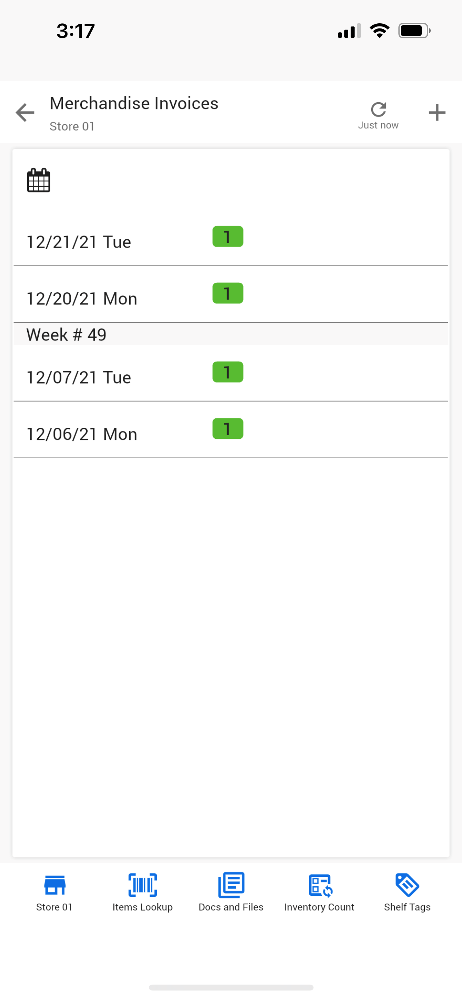 3:17
Merchandise Invoices
Store 01
Just now
12/21/21 Tue 1
12/20/21 Mon 1
Week # 49
12/07/21 Tue 1
12/06/21 Mon 1
Store 01 Items Lookup Docs and Files Inventory Count Shelf Tags